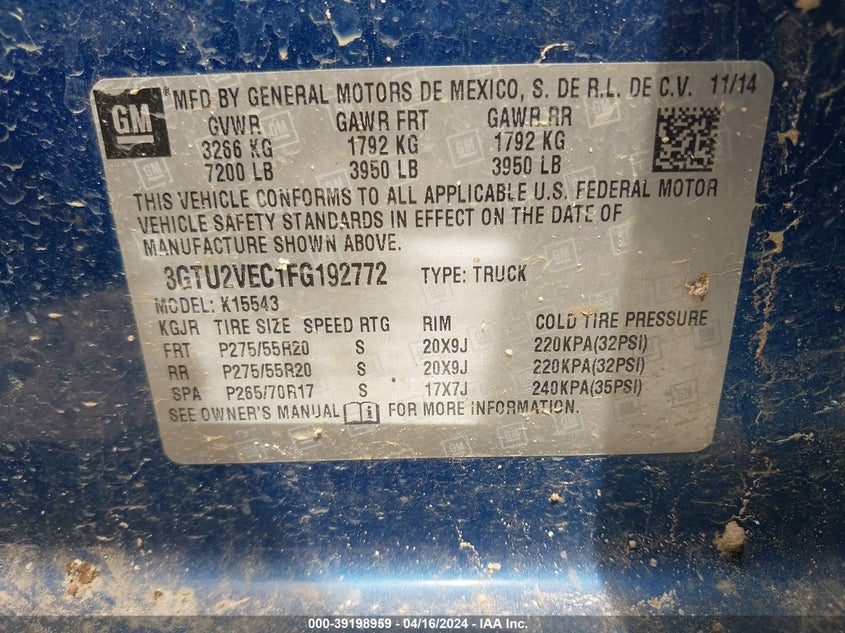 GM ® MFD BY GENERAL MOTORS DE MEXICO, S. DE R.L. DE C.V. 11/14
GVWR GAWR FRT GAWR RR
3266 KG 1792 KG 1792 KG
7200 LB 3950 LB 3950 LB
THIS VEHICLE CONFORMS TO ALL APPLICABLE U.S. FEDERAL MOTOR
VEHICLE SAFETY STANDARDS IN EFFECT ON THE DATE OF
MANUFACTURE SHOWN ABOVE.
3GTU2VEC1FG192772 TYPE: TRUCK
MODEL: K15543
KGJR TIRE SIZE SPEED RTG RIM COLD TIRE PRESSURE
FRT P275/55R20 S 20X9J 220KPA(32PSI)
RR P275/55R20 S 20X9J 220KPA(32PSI)
SPA P265/70R17 S 17X7J 240KPA(35PSI)
SEE OWNER'S MANUAL i FOR MORE INFORMATION.
000-39198959 - 04/16/2024 - IAA Inc.